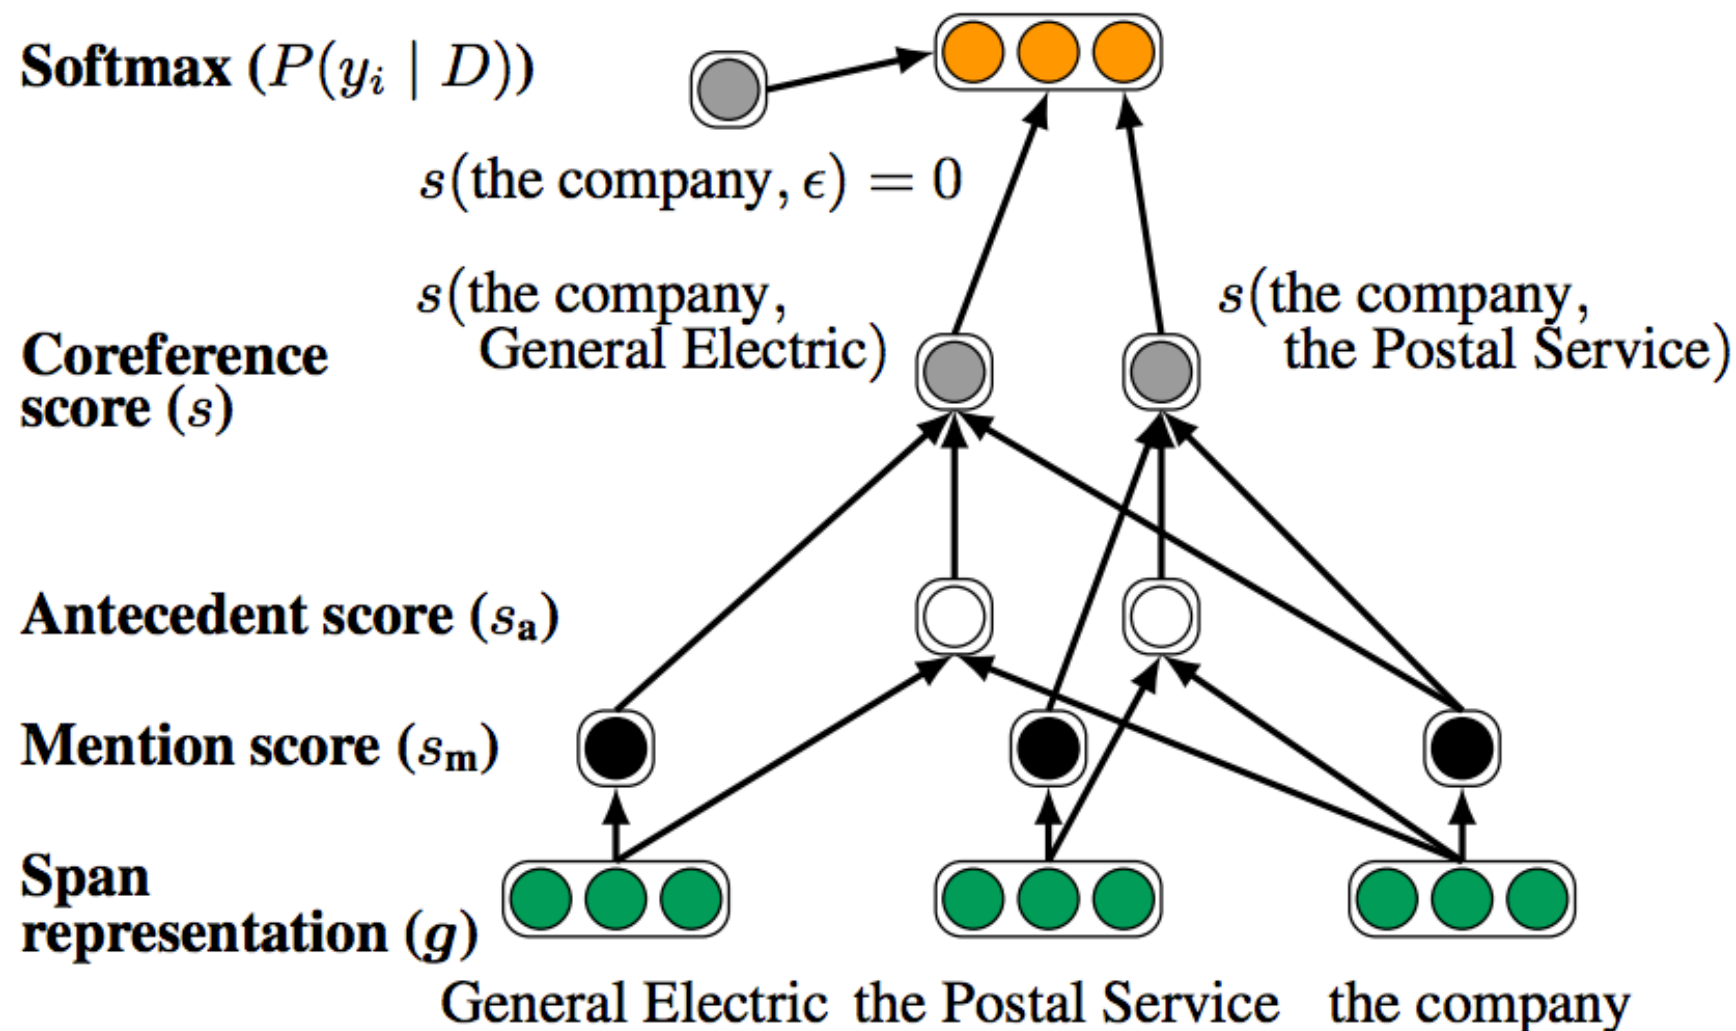 Softmax (P(y_i | D))
s(the company, ϵ) = 0
s(the company,
General Electric)
s(the company,
the Postal Service)
Coreference
score (s)
Antecedent score (s_a)
Mention score (s_m)
Span
representation (g)
General Electric
the Postal Service
the company